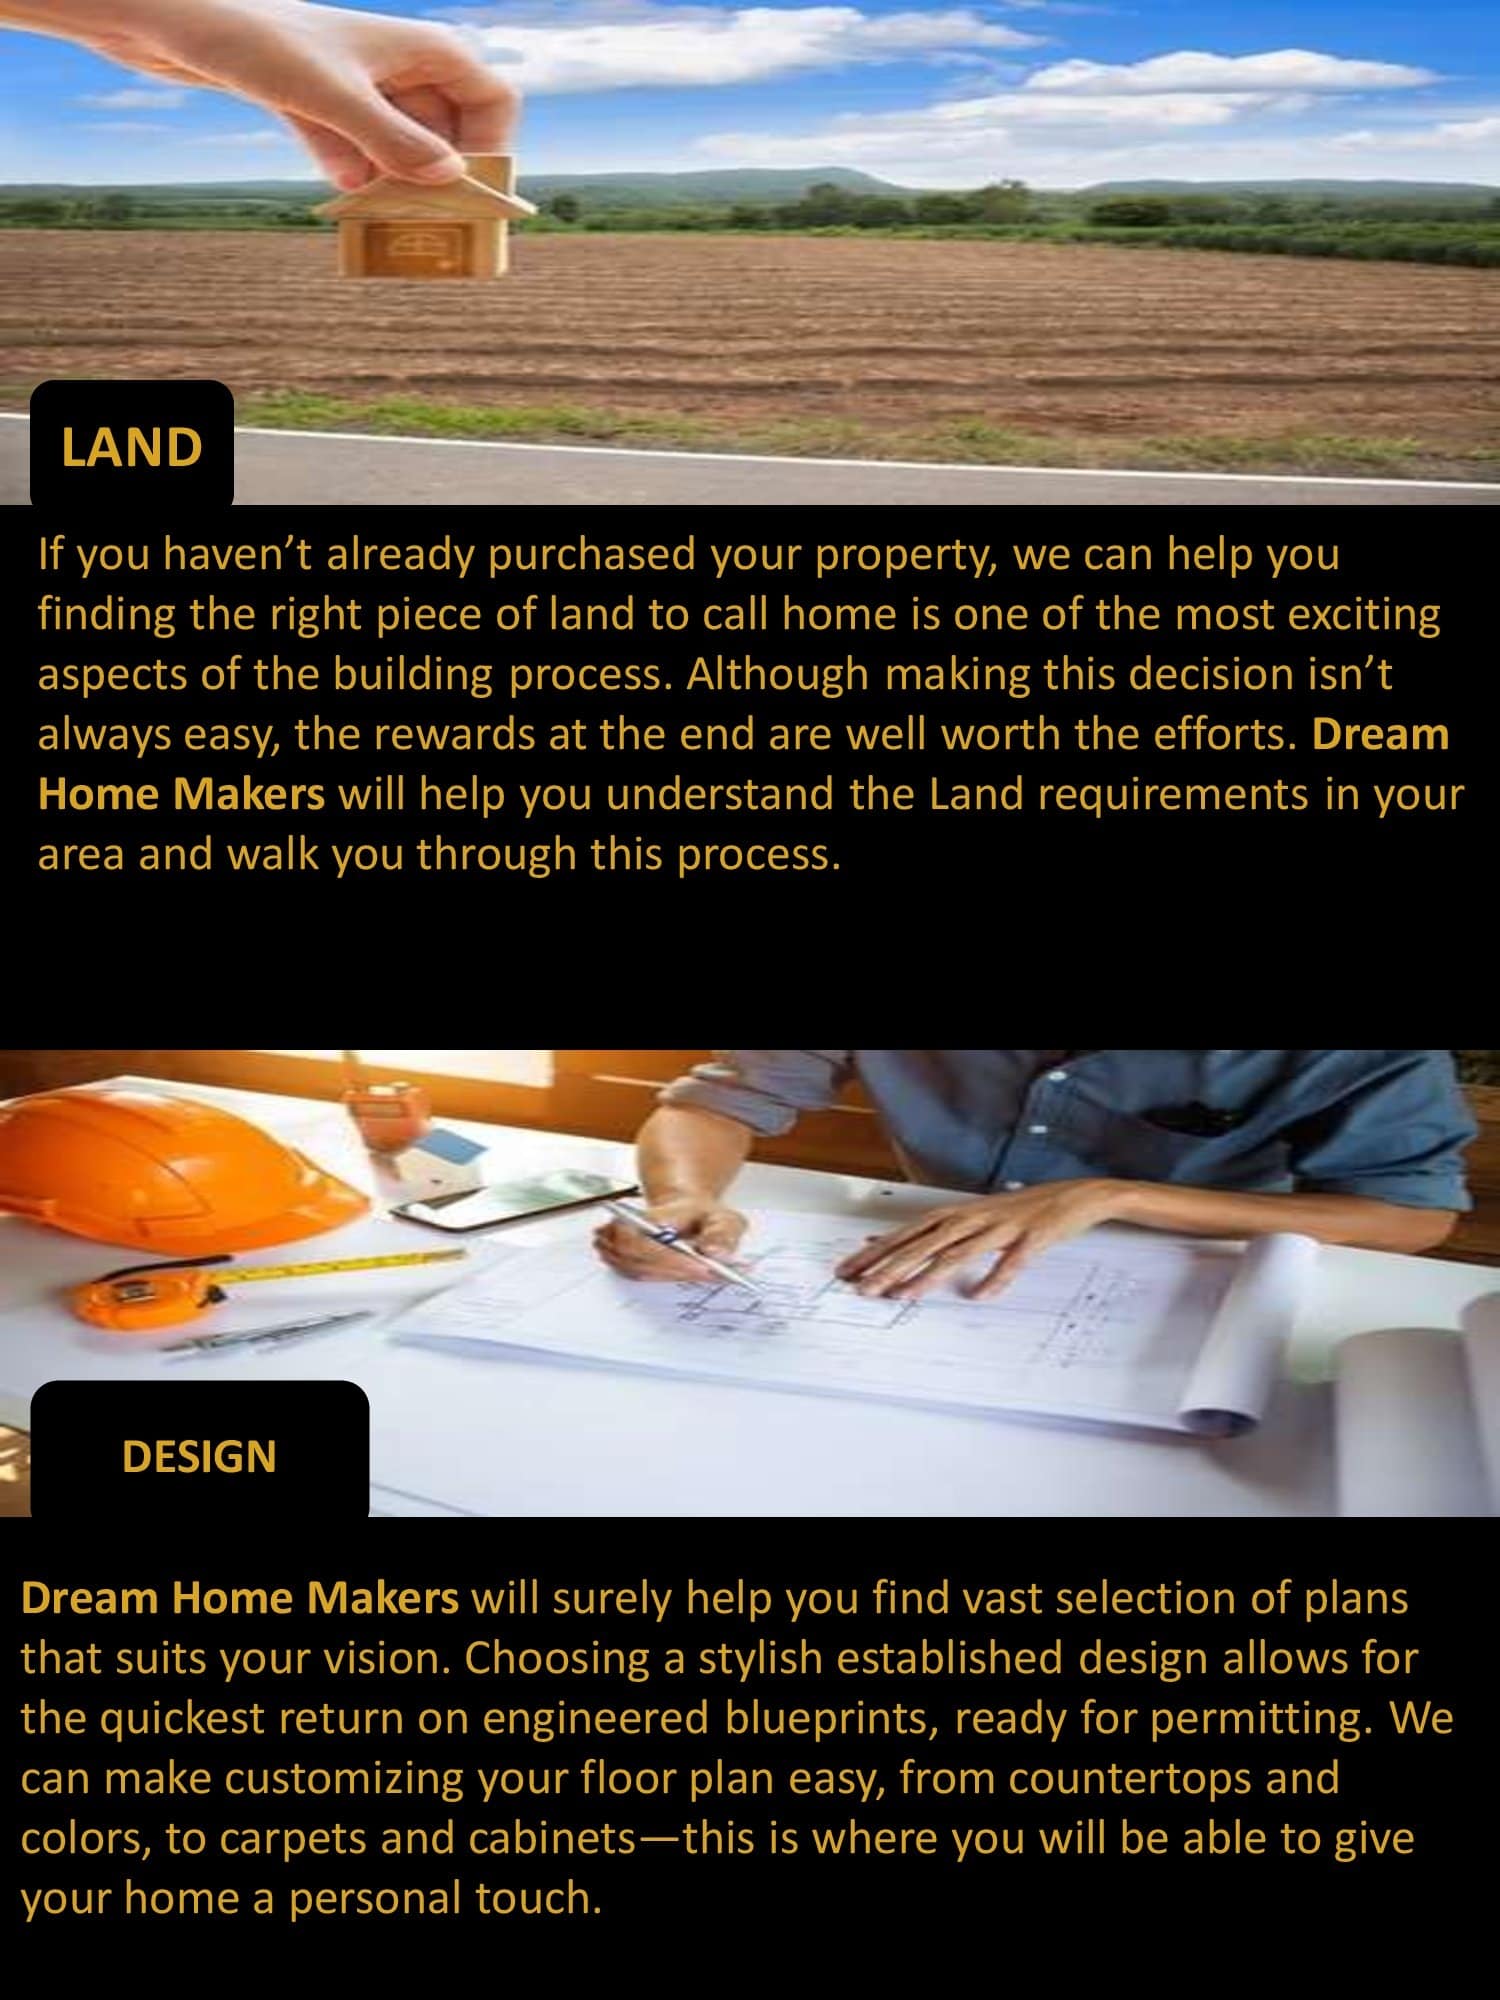 LAND
If you haven’t already purchased your property, we can help you
finding the right piece of land to call home is one of the most exciting
aspects of the building process. Although making this decision isn’t
always easy, the rewards at the end are well worth the efforts. Dream
Home Makers will help you understand the Land requirements in your
area and walk you through this process.
DESIGN
Dream Home Makers will surely help you find vast selection of plans
that suits your vision. Choosing a stylish established design allows for
the quickest return on engineered blueprints, ready for permitting. We
can make customizing your floor plan easy, from countertops and
colors, to carpets and cabinets—this is where you will be able to give
your home a personal touch.